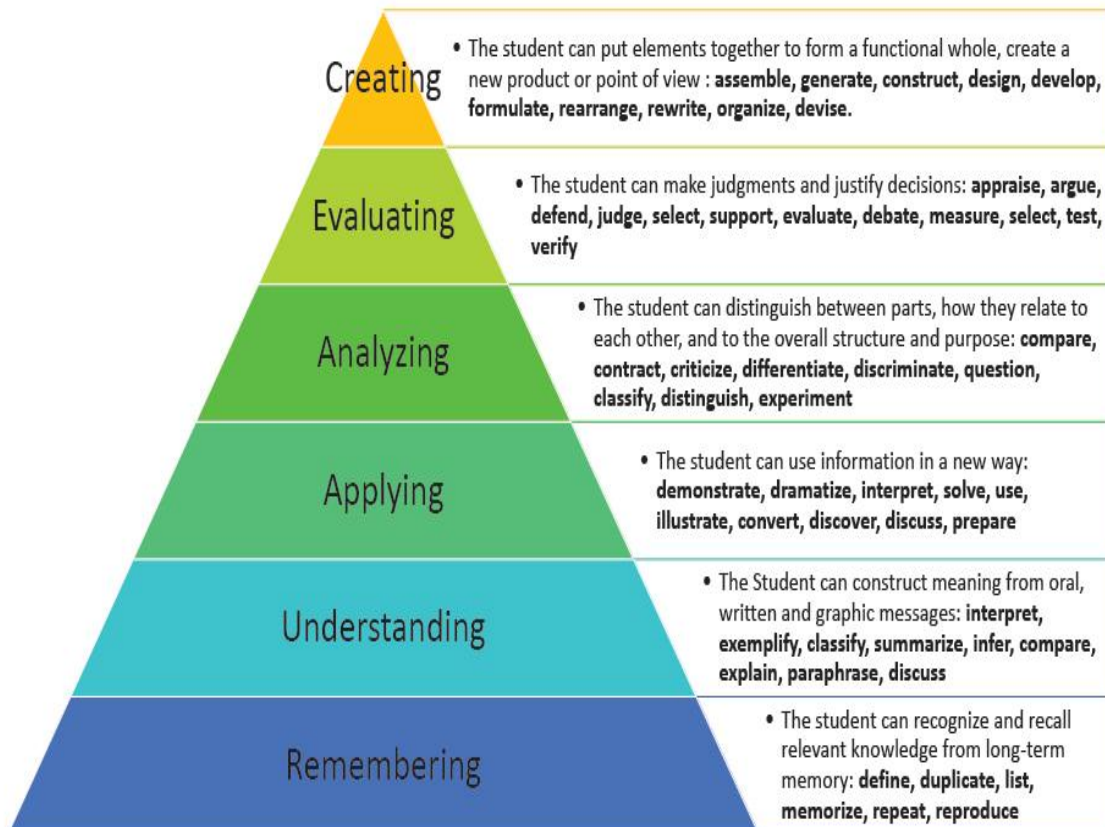 Creating
• The student can put elements together to form a functional whole, create a
new product or point of view : assemble, generate, construct, design, develop,
formulate, rearrange, rewrite, organize, devise.
Evaluating
• The student can make judgments and justify decisions: appraise, argue,
defend, judge, select, support, evaluate, debate, measure, select, test,
verify
Analyzing
• The student can distinguish between parts, how they relate to
each other, and to the overall structure and purpose: compare,
contract, criticize, differentiate, discriminate, question,
classify, distinguish, experiment
Applying
• The student can use information in a new way:
demonstrate, dramatize, interpret, solve, use,
illustrate, convert, discover, discuss, prepare
Understanding
• The Student can construct meaning from oral,
written and graphic messages: interpret,
exemplify, classify, summarize, infer, compare,
explain, paraphrase, discuss
Remembering
• The student can recognize and recall
relevant knowledge from long-term
memory: define, duplicate, list,
memorize, repeat, reproduce